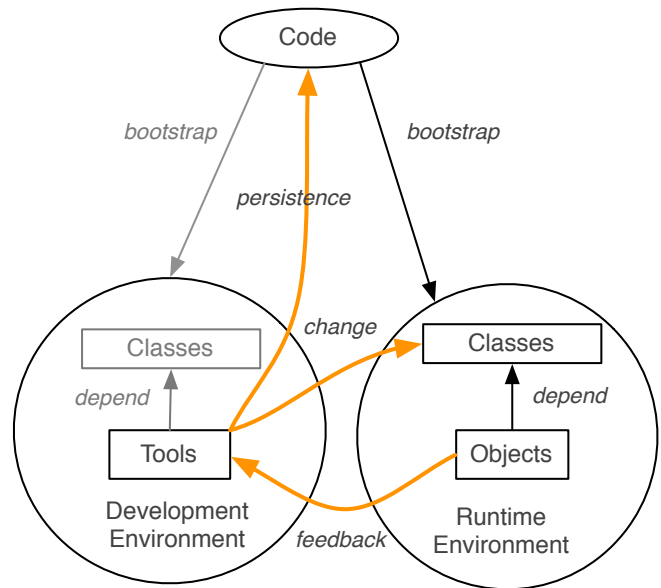 Code
bootstrap
bootstrap
persistence
change
Classes
Classes
depend
depend
Tools
Objects
Development
Environment
Runtime
Environment
feedback